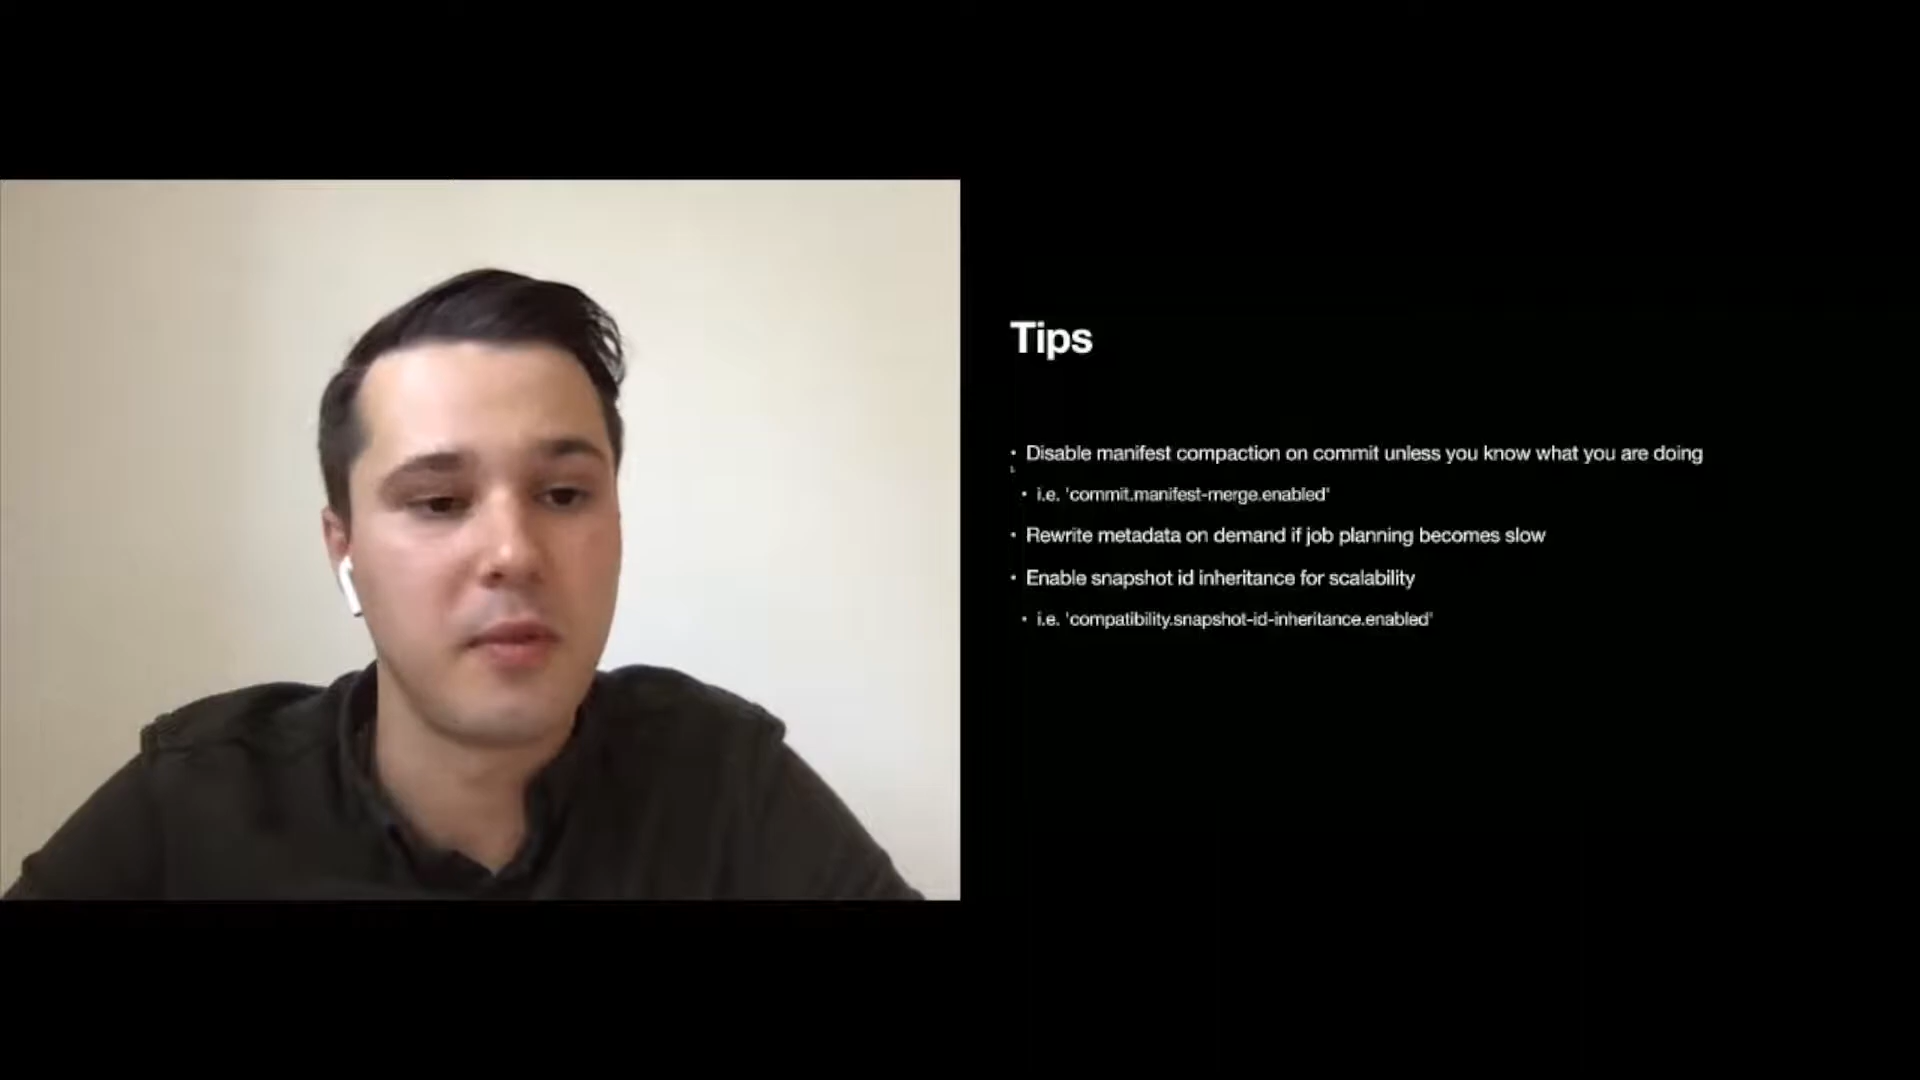 Tips
• Disable manifest compaction on commit unless you know what you are doing
• i.e. 'commit.manifest-merge.enabled'
• Rewrite metadata on demand if job planning becomes slow
• Enable snapshot id inheritance for scalability
• i.e. 'compatibility.snapshot-id-inheritance.enabled'